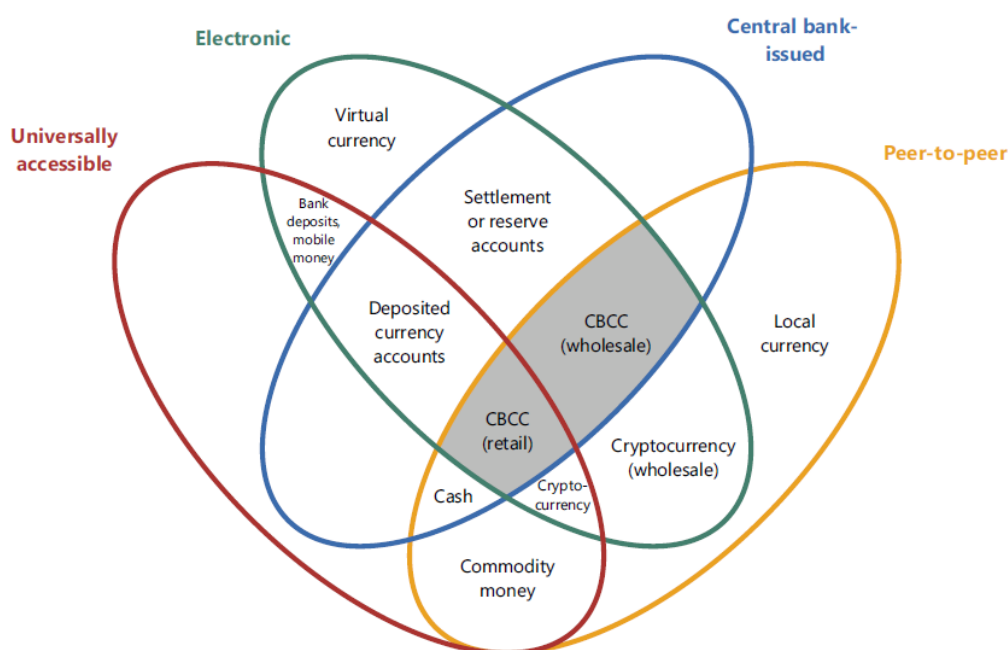 Electronic
Central bank-
issued
Universally
accessible
Peer-to-peer
Virtual
currency
Bank
deposits,
mobile
money
Settlement
or reserve
accounts
Deposited
currency
accounts
CBCC
(wholesale)
Local
currency
CBCC
(retail)
Cryptocurrency
(wholesale)
Cash
Crypto-
currency
Commodity
money